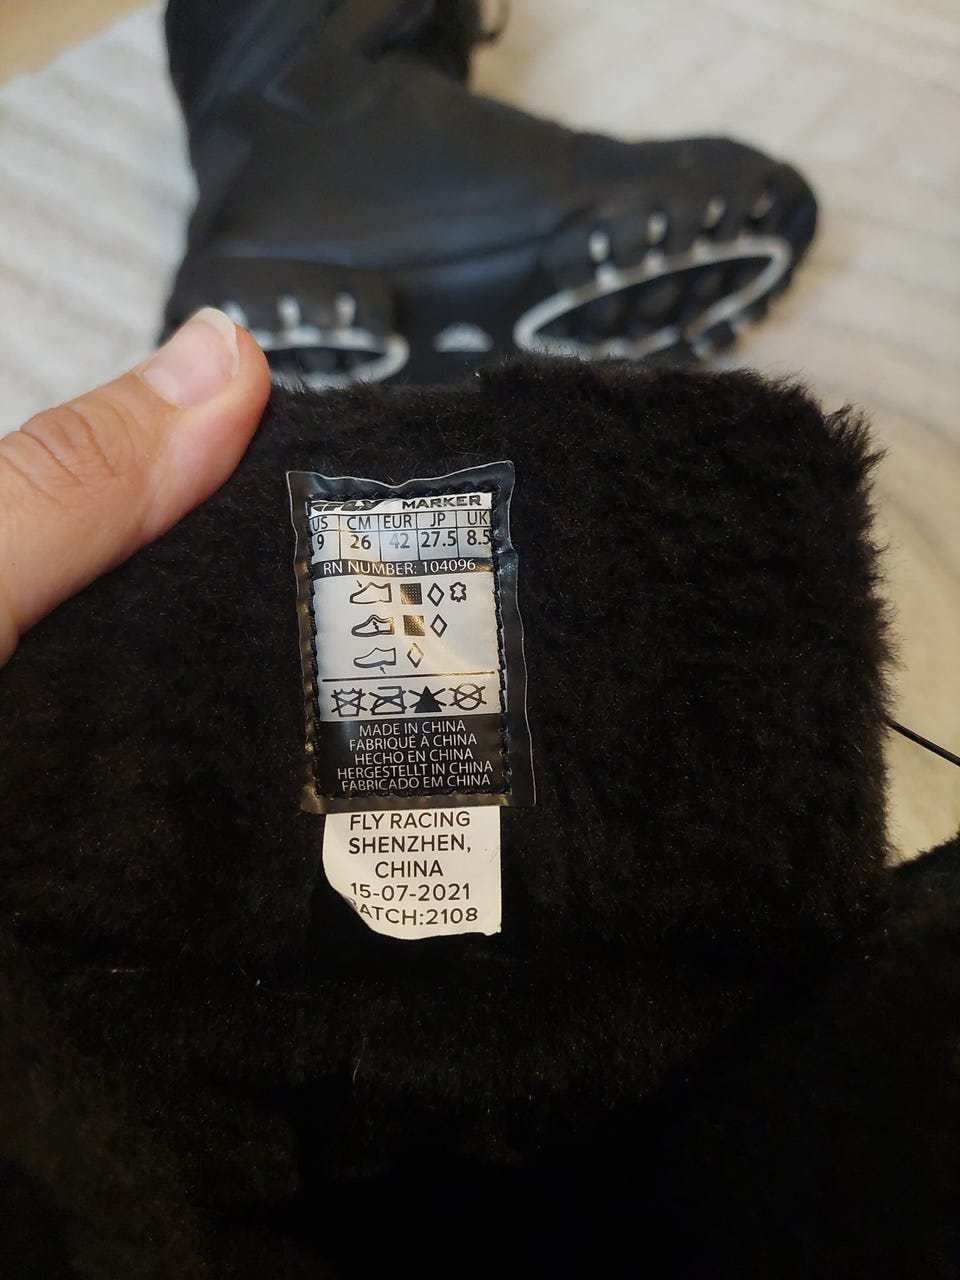 FLY MARKER
US CM EUR JP UK
9 26 42 27.5 8.5
RN NUMBER: 104096
MADE IN CHINA
FABRIQUE À CHINA
HECHO EN CHINA
HERGESTELLT IN CHINA
FABRICADO EM CHINA
FLY RACING
SHENZHEN,
CHINA
15-07-2021
BATCH:2108